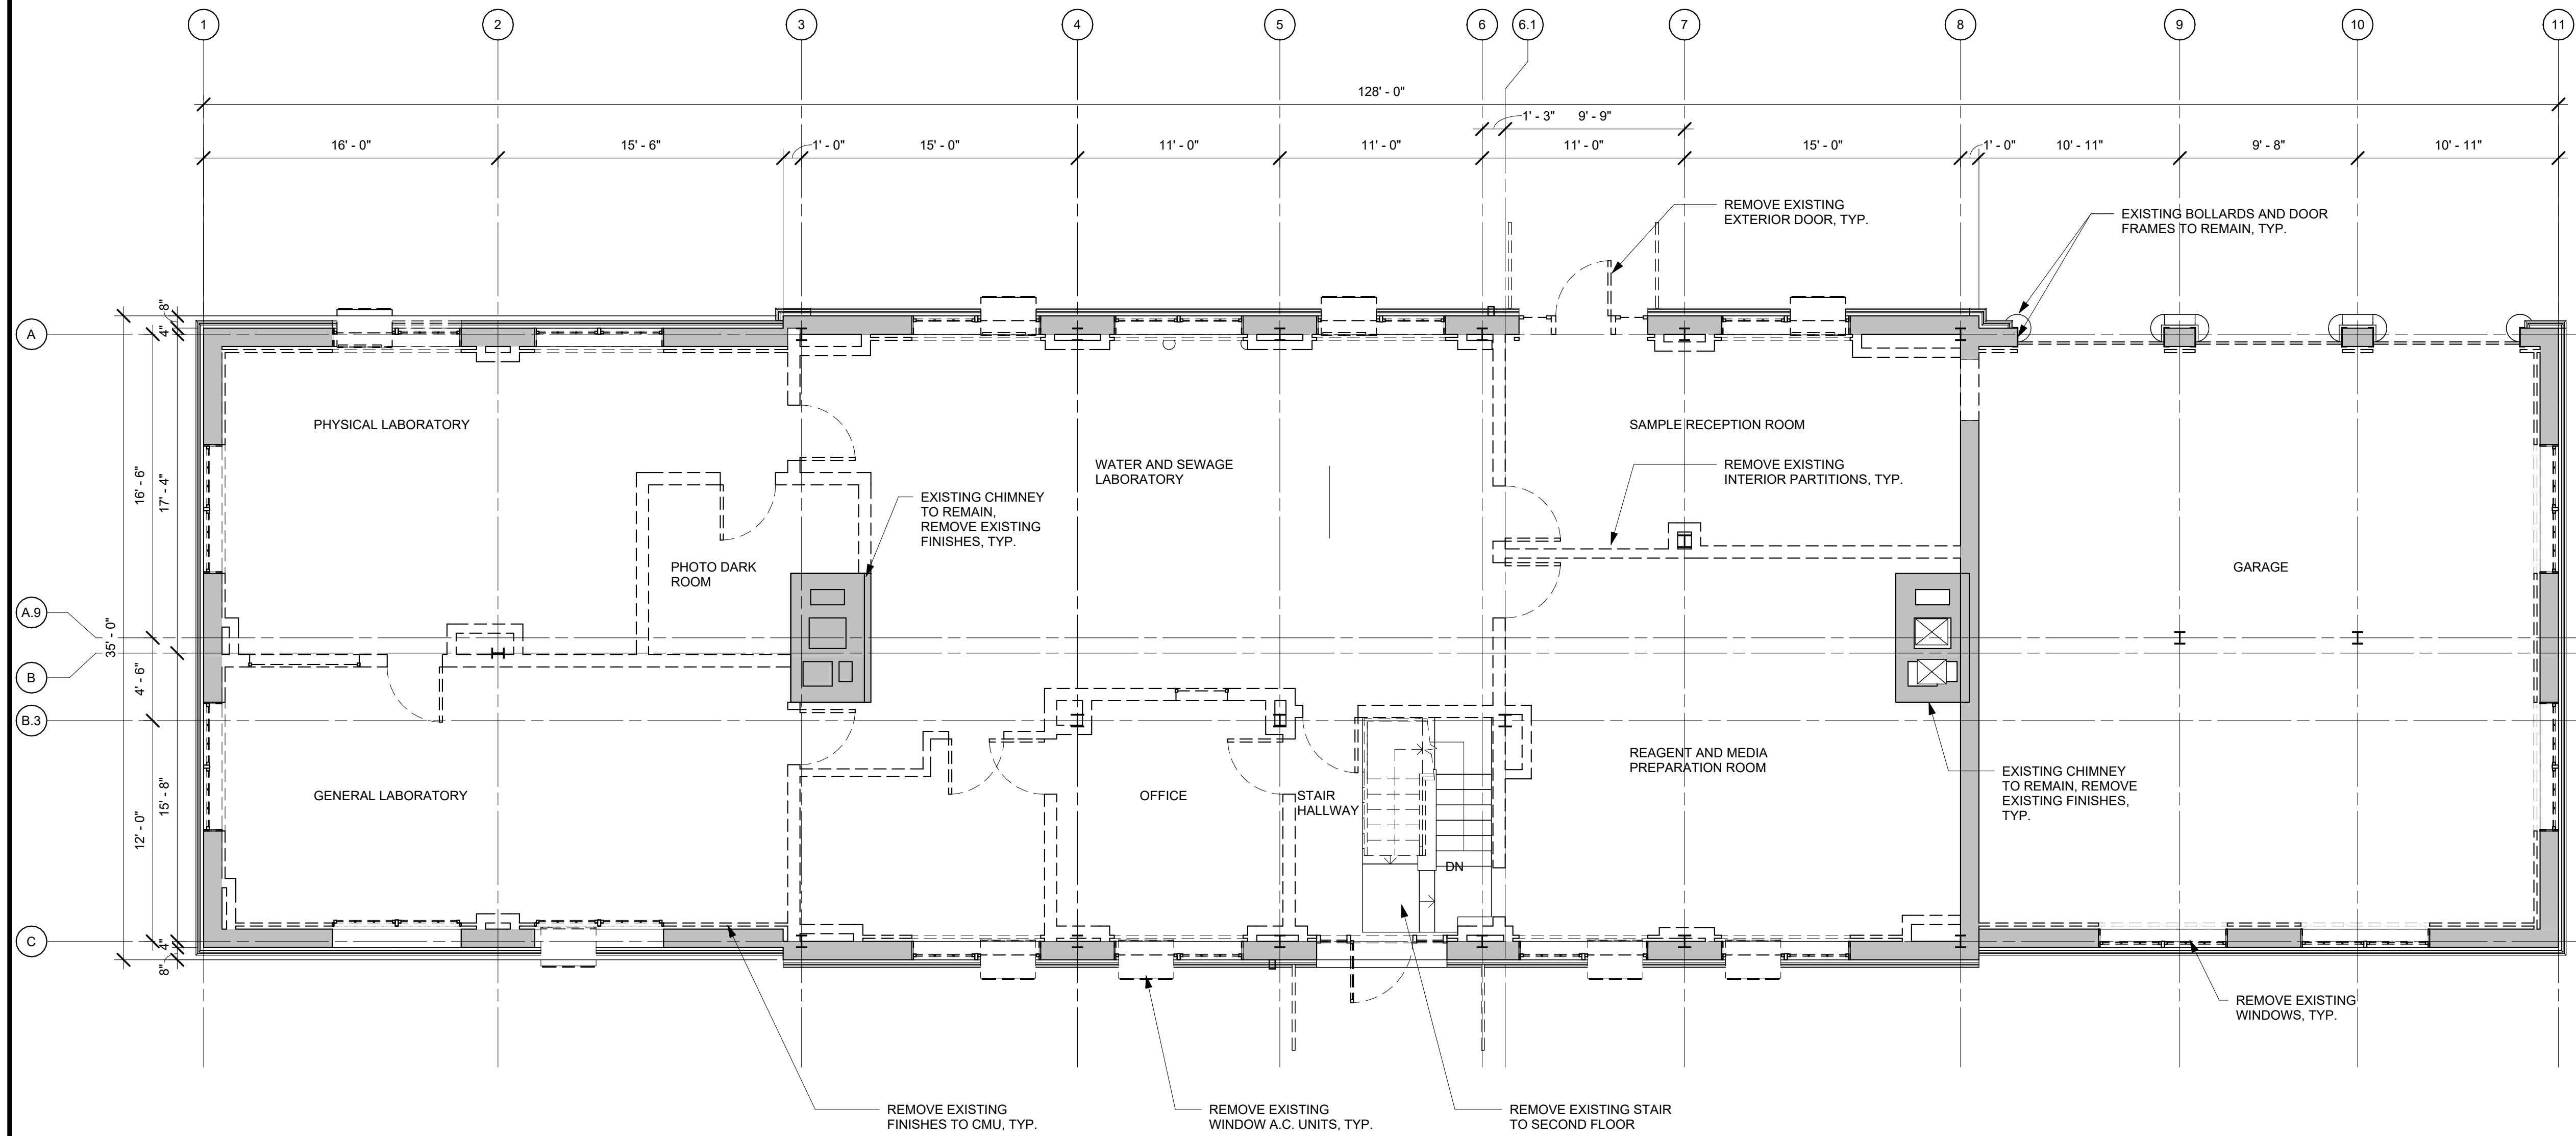 1
2
3
4
5
6
6.1
7
8
9
10
11
128' - 0"
1' - 3"
9' - 9"
16' - 0"
15' - 6"
1' - 0"
15' - 0"
11' - 0"
11' - 0"
11' - 0"
15' - 0"
1' - 0"
10' - 11"
9' - 8"
10' - 11"
REMOVE EXISTING
EXTERIOR DOOR, TYP.
EXISTING BOLLARDS AND DOOR
FRAMES TO REMAIN, TYP.
A
A.9
B
B.3
C
8"
4"
16' - 6"
17' - 4"
35' - 0"
4' - 6"
15' - 8"
12' - 0"
4"
8"
PHYSICAL LABORATORY
WATER AND SEWAGE
LABORATORY
SAMPLE RECEPTION ROOM
REMOVE EXISTING
INTERIOR PARTITIONS, TYP.
EXISTING CHIMNEY
TO REMAIN,
REMOVE EXISTING
FINISHES, TYP.
PHOTO DARK
ROOM
GARAGE
GENERAL LABORATORY
OFFICE
STAIR
HALLWAY
DN
REAGENT AND MEDIA
PREPARATION ROOM
EXISTING CHIMNEY
TO REMAIN, REMOVE
EXISTING FINISHES,
TYP.
REMOVE EXISTING
WINDOWS, TYP.
REMOVE EXISTING
FINISHES TO CMU, TYP.
REMOVE EXISTING
WINDOW A.C. UNITS, TYP.
REMOVE EXISTING STAIR
TO SECOND FLOOR